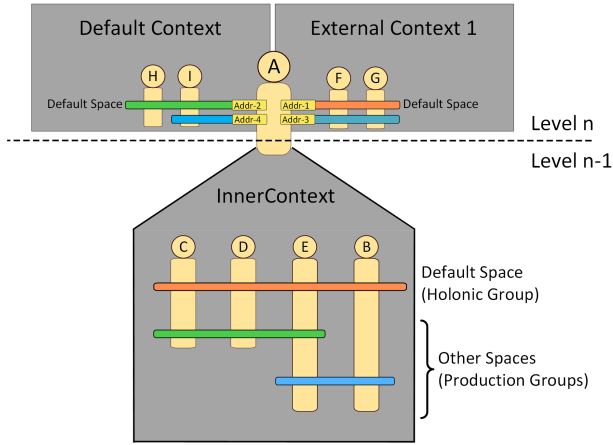 Default Context
External Context 1
A
H
I
F
G
Default Space
Addr-2
Addr-1
Default Space
Addr-4
Addr-3
Level n
Level n-1
InnerContext
C
D
E
B
Default Space
(Holonic Group)
Other Spaces
(Production Groups)